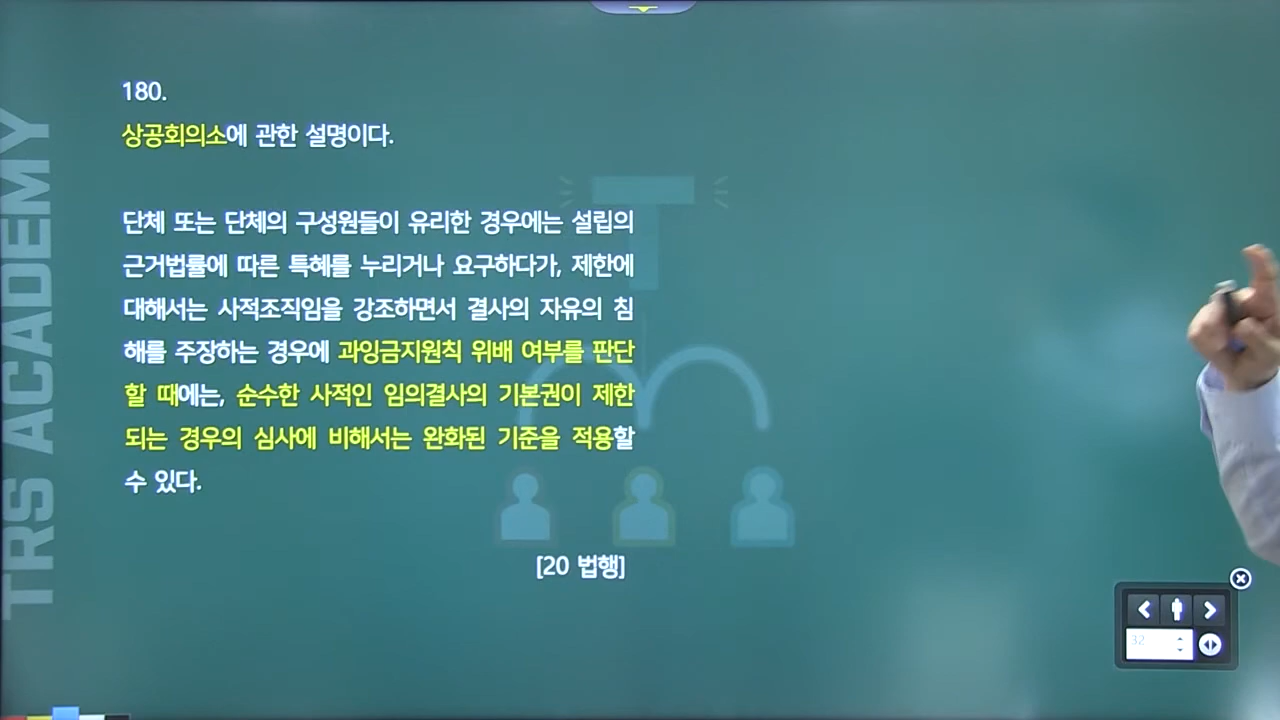 180.
상공회의소에 관한 설명이다.
단체 또는 단체의 구성원들이 유리한 경우에는 설립의
근거법률에 따른 특혜를 누리거나 요구하다가, 제한에
대해서는 사적조직임을 강조하면서 결사의 자유의 침
해를 주장하는 경우에 과잉금지원칙 위배 여부를 판단
할 때에는, 순수한 사적인 임의결사의 기본권이 제한
되는 경우의 심사에 비해서는 완화된 기준을 적용할
수 있다.
[20 법행]
TRS ACADEMY
32